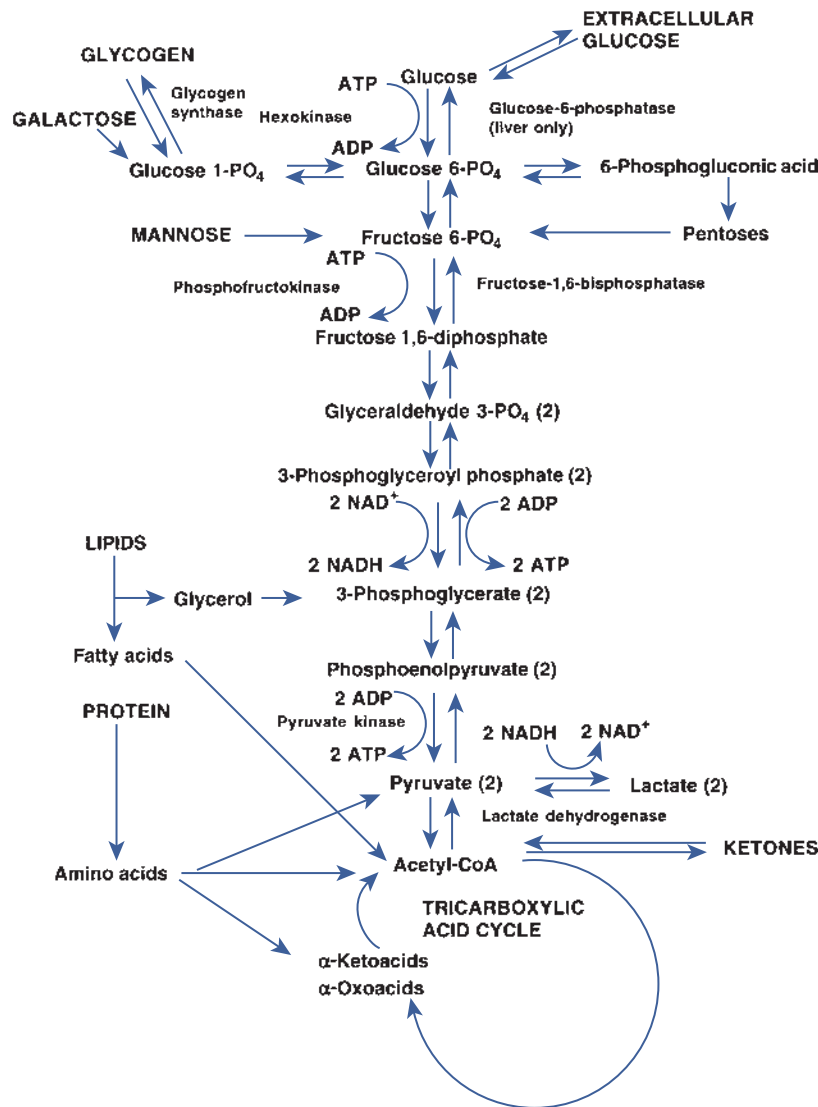 EXTRACELLULAR
GLUCOSE
GLYCOGEN
ATP
Glucose
Glycogen
synthase
Hexokinase
Glucose-6-phosphatase
(liver only)
GALACTOSE
ADP
Glucose 1-PO₄
Glucose 6-PO₄
6-Phosphogluconic acid
MANNOSE
Fructose 6-PO₄
Pentoses
ATP
Phosphofructokinase
Fructose-1,6-bisphosphatase
ADP
Fructose 1,6-diphosphate
Glyceraldehyde 3-PO₄ (2)
3-Phosphoglyceroyl phosphate (2)
2 NAD⁺
2 ADP
LIPIDS
2 NADH
2 ATP
Glycerol
3-Phosphoglycerate (2)
Fatty acids
Phosphoenolpyruvate (2)
PROTEIN
2 ADP
Pyruvate kinase
2 NADH
2 NAD⁺
2 ATP
Pyruvate (2)
Lactate (2)
Lactate dehydrogenase
KETONES
Amino acids
Acetyl-CoA
TRICARBOXYLIC
ACID CYCLE
α-Ketoacids
α-Oxoacids